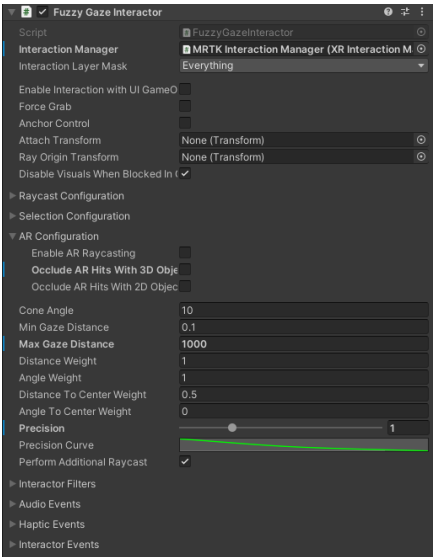 Fuzzy Gaze Interactor
Script FuzzyGazeInteractor
Interaction Manager MRTK Interaction Manager (XR Interaction M
Interaction Layer Mask Everything
Enable Interaction with UI GameO
Force Grab
Anchor Control
Attach Transform None (Transform)
Ray Origin Transform None (Transform)
Disable Visuals When Blocked In
Raycast Configuration
Selection Configuration
AR Configuration
Enable AR Raycasting
Occlude AR Hits With 3D Obje
Occlude AR Hits With 2D Objec
Cone Angle 10
Min Gaze Distance 0.1
Max Gaze Distance 1000
Distance Weight 1
Angle Weight 1
Distance To Center Weight 0.5
Angle To Center Weight 0
Precision 1
Precision Curve
Perform Additional Raycast
Interactor Filters
Audio Events
Haptic Events
Interactor Events